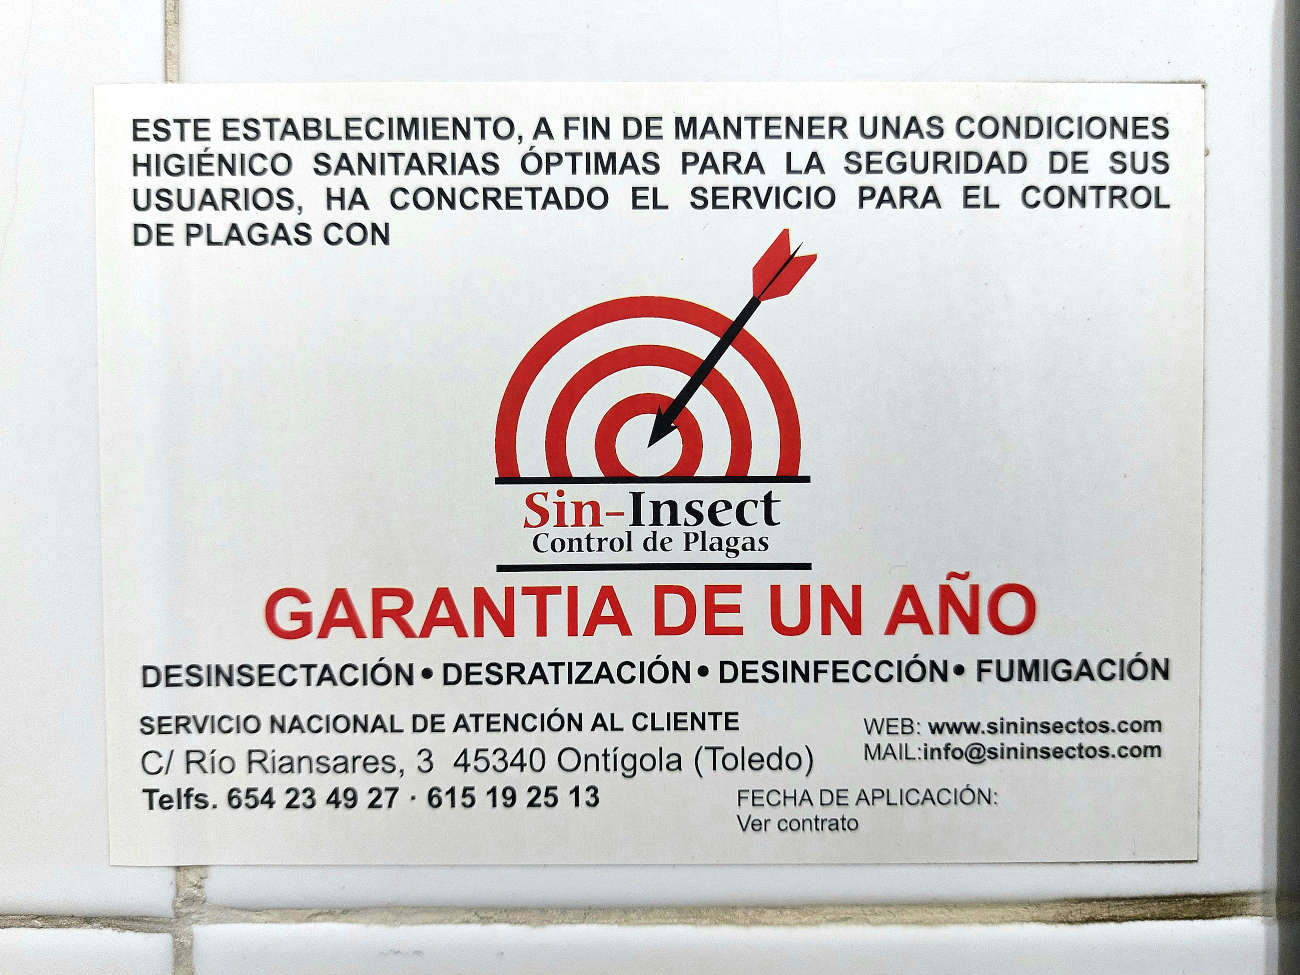 ESTE ESTABLECIMIENTO, A FIN DE MANTENER UNAS CONDICIONES
HIGIÉNICO SANITARIAS ÓPTIMAS PARA LA SEGURIDAD DE SUS
USUARIOS, HA CONCRETADO EL SERVICIO PARA EL CONTROL
DE PLAGAS CON
Sin-Insect
Control de Plagas
GARANTIA DE UN AÑO
DESINSECTACIÓN • DESRATIZACIÓN • DESINFECCIÓN • FUMIGACIÓN
SERVICIO NACIONAL DE ATENCIÓN AL CLIENTE
C/ Río Riansares, 3 45340 Ontígola (Toledo)
Telfs. 654 23 49 27 · 615 19 25 13
WEB: www.sininsectos.com
MAIL:info@sininsectos.com
FECHA DE APLICACIÓN:
Ver contrato